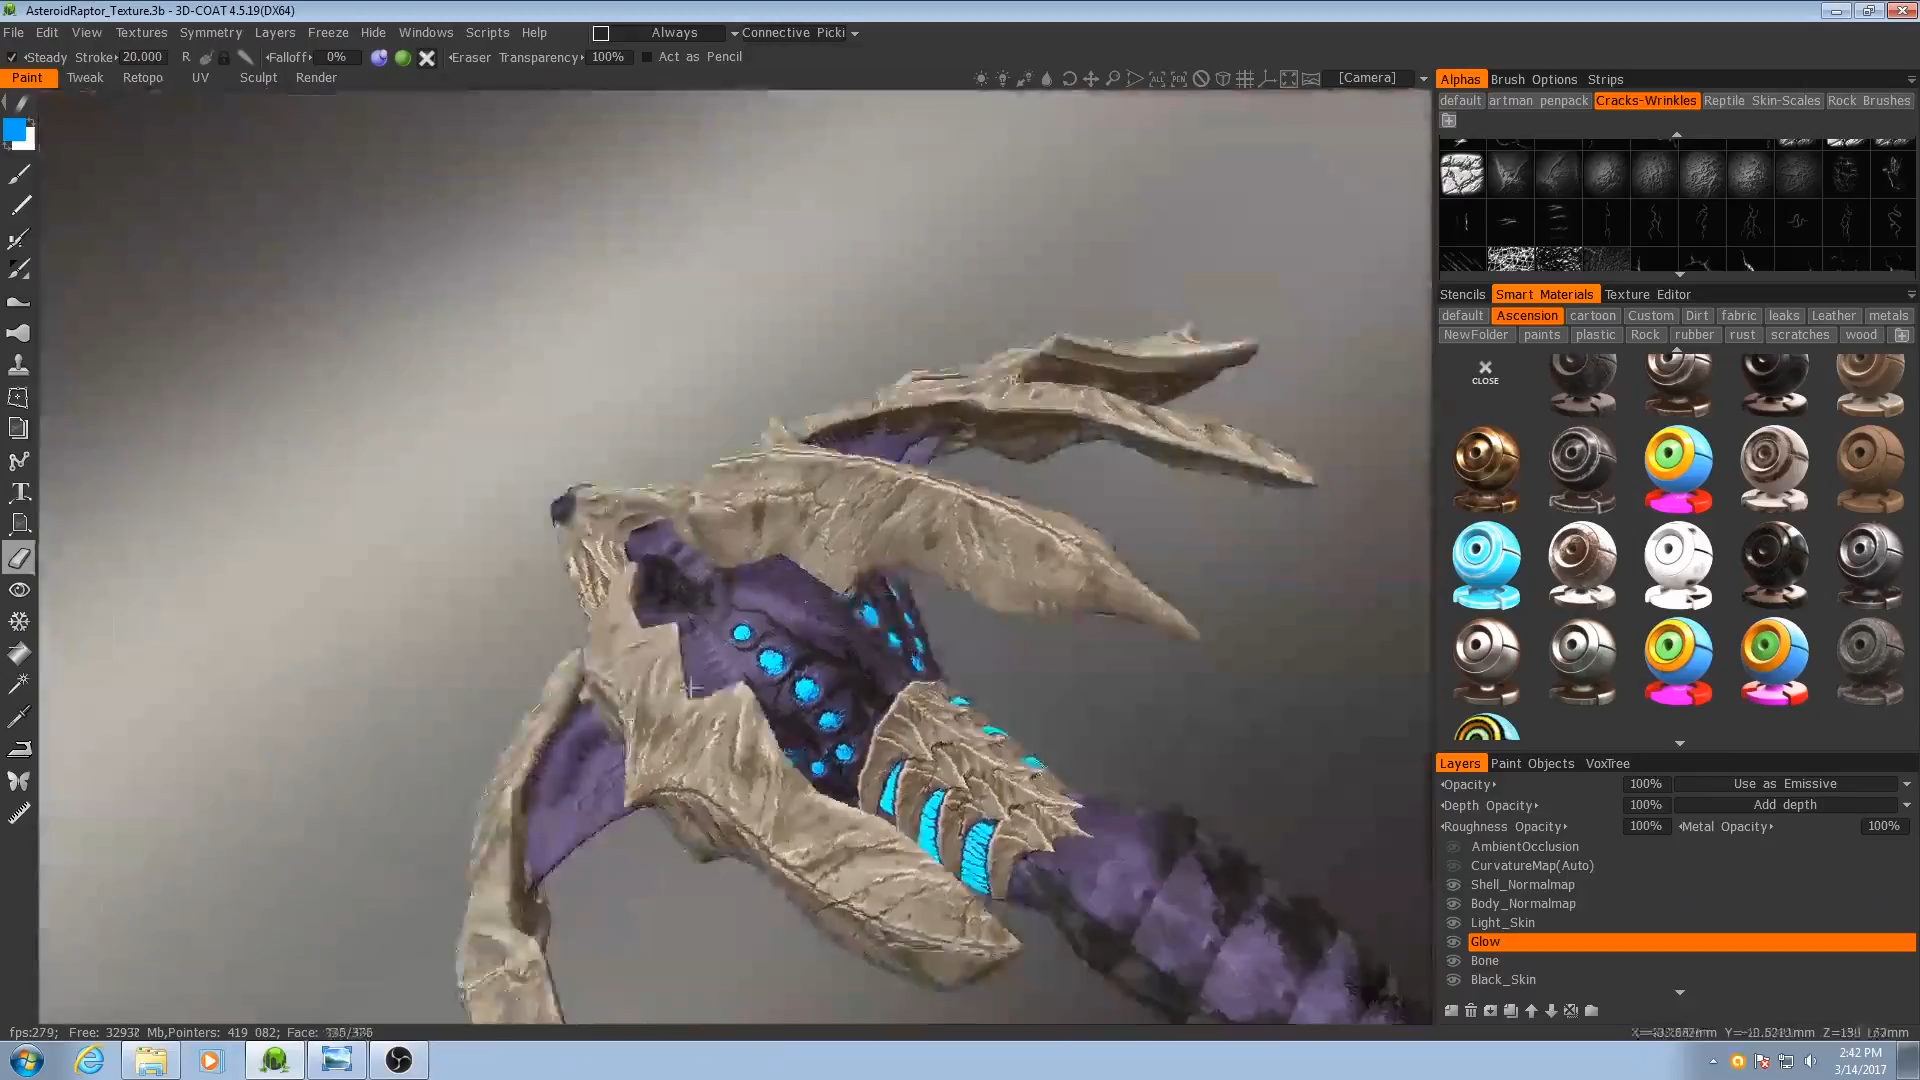 AsteroidRaptor_Texture.3b - 3D-COAT 4.5.19(DX64)
File Edit View Textures Symmetry Layers Freeze Hide Windows Scripts Help Always Connective Picki
Steady Stroke 20.000 R Falloff 0% Eraser Transparency 100% Act as Pencil
Paint Tweak Retopo UV Sculpt Render [Camera]
Alphas Brush Options Strips
default artman penpack Cracks-Wrinkles Reptile Skin-Scales Rock Brushes
Stencils Smart Materials Texture Editor
default Ascension cartoon Custom Dirt fabric leaks Leather metals
NewFolder paints plastic Rock rubber rust scratches wood
CLOSE
Layers Paint Objects VoxTree
Opacity 100% Use as Emissive
Depth Opacity 100% Add depth
Roughness Opacity 100% Metal Opacity 100%
AmbientOcclusion
CurvatureMap(Auto)
Shell_Normalmap
Body_Normalmap
Light_Skin
Glow
Bone
Black_Skin
fps:279; Free: Mb,Pointers: 419 082; Face:
2:42 PM
3/14/2017